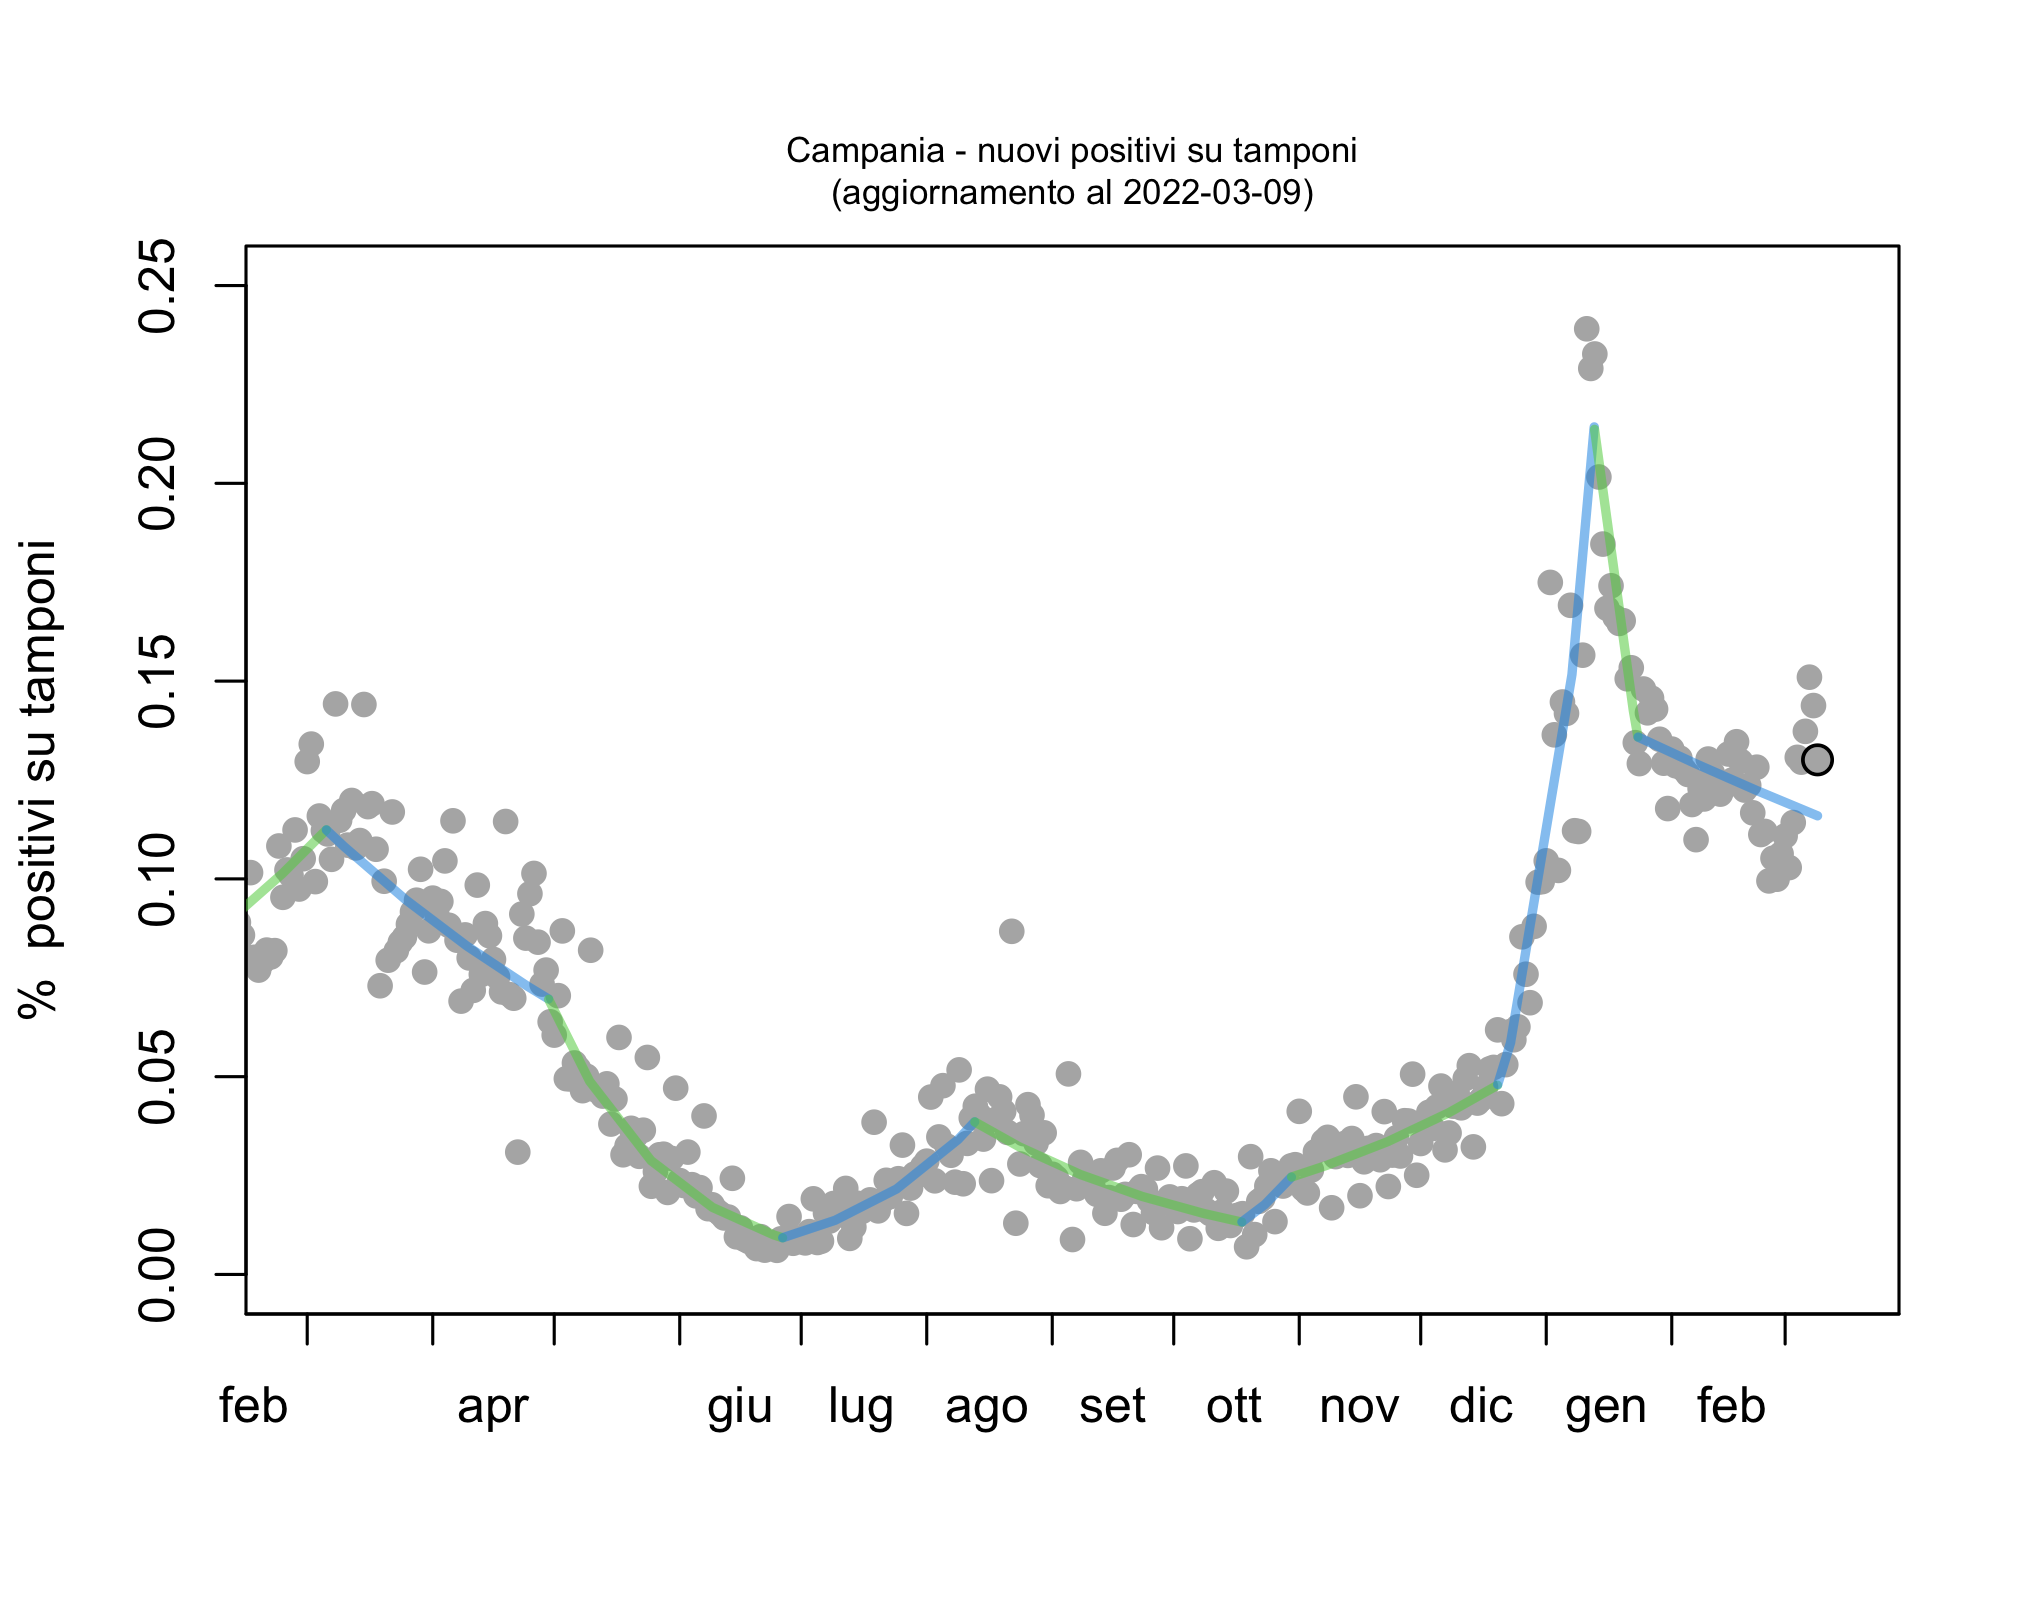 Campania - nuovi positivi su tamponi
(aggiornamento al 2022-03-09)
% positivi su tamponi
0.25
0.20
0.15
0.10
0.05
0.00
feb apr giu lug ago set ott nov dic gen feb